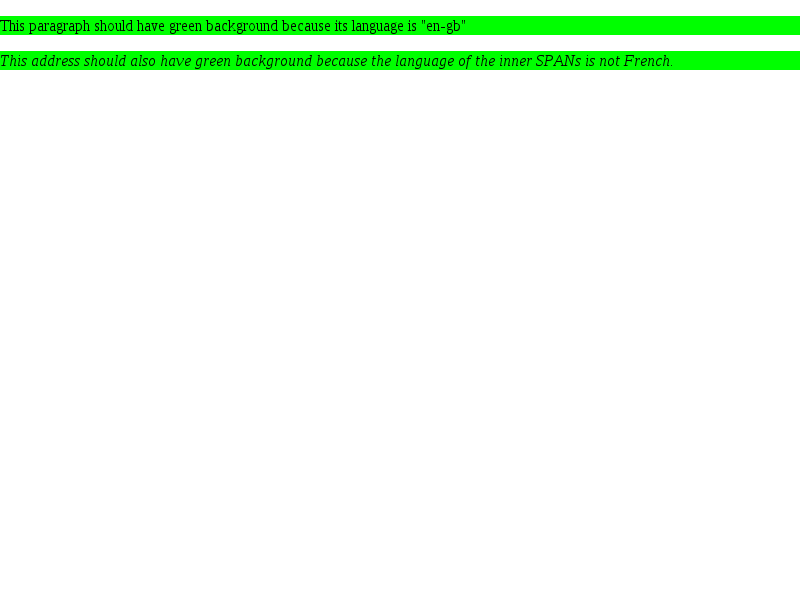 This paragraph should have green background because its language is "en-gb"
This address should also have green background because the language of the inner SPANs is not French.